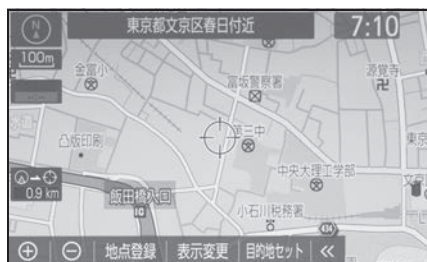 N
東京都文京区春日付近
7:10
100m
金富小
富坂警察署
源覚寺
第三中
凸版印刷
中央大理工学部
東京
0.9 km
飯田橋入口
IC
小石川税務署
434
地点登録
表示変更
目的地セット